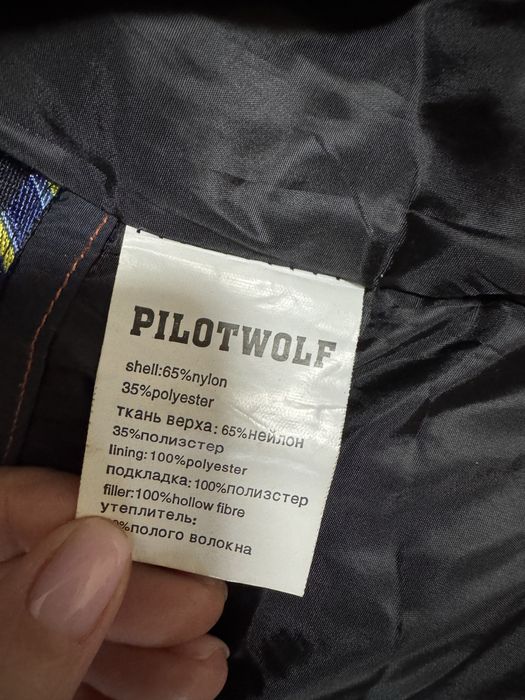 PILOTWOLF
shell:65%nylon
35%polyester
ткань верха: 65%нейлон
35%полиэстер
lining: 100%polyester
подкладка:100%полиэстер
filler:100%hollow fibre
утеплитель:
0%полого волокна